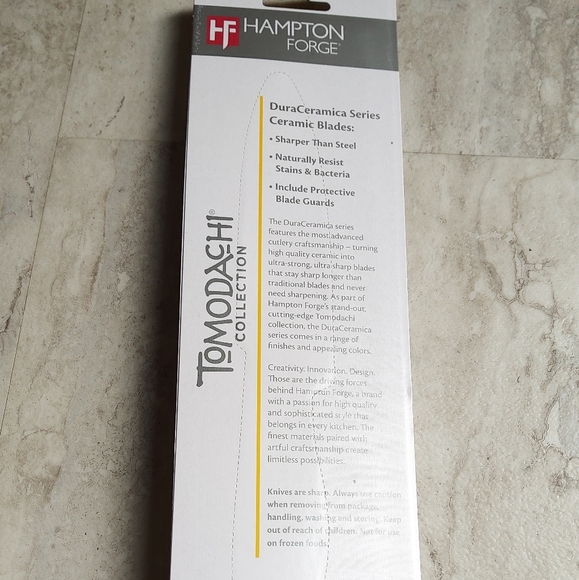 HF HAMPTON
FORGE®
TOMODACHI®
COLLECTION
DuraCeramica Series
Ceramic Blades:
• Sharper Than Steel
• Naturally Resist
Stains & Bacteria
• Include Protective
Blade Guards
The DuraCeramica series
features the most advanced
cutlery craftsmanship – turning
high quality ceramic into
ultra-strong, ultra sharp blades
that stay sharp longer than
traditional blades and never
need sharpening. As part of
Hampton Forge's stand-out,
cutting-edge Tomodachi
collection, the DuraCeramica
series comes in a range of
finishes and appealing colors.
Creativity. Innovation. Design.
Those are the driving forces
behind Hampton Forge, a brand
with a passion for high quality
and sophisticated style that
belongs in every kitchen. The
finest materials paired with
artful craftsmanship create
limitless possibilities.
Knives are sharp. Always use caution
when removing from package,
handling, washing and storing. Keep
out of reach of children. Not for use
on frozen foods.